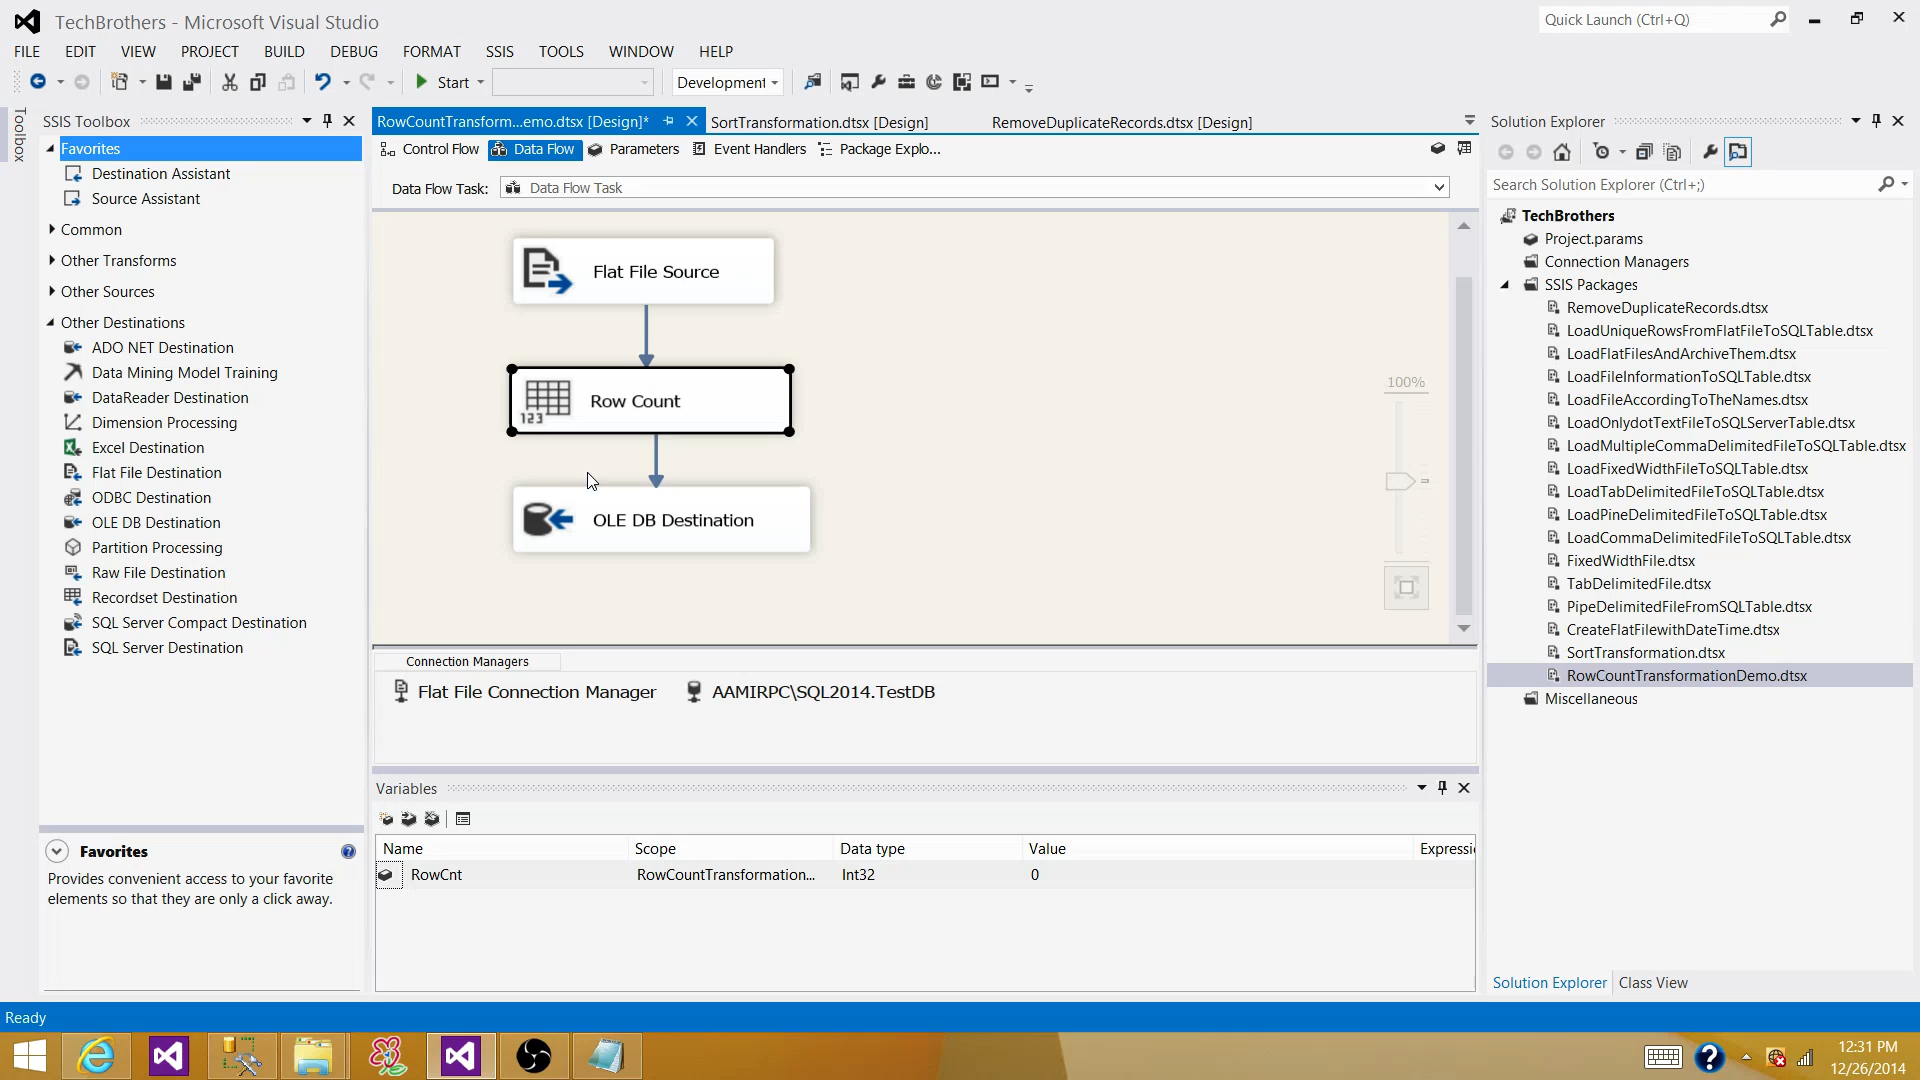 TechBrothers - Microsoft Visual Studio
Quick Launch (Ctrl+Q)
FILE EDIT VIEW PROJECT BUILD DEBUG FORMAT SSIS TOOLS WINDOW HELP
Start
Development
Toolbox
SSIS Toolbox
Favorites
Destination Assistant
Source Assistant
Common
Other Transforms
Other Sources
Other Destinations
ADO NET Destination
Data Mining Model Training
DataReader Destination
Dimension Processing
Excel Destination
Flat File Destination
ODBC Destination
OLE DB Destination
Partition Processing
Raw File Destination
Recordset Destination
SQL Server Compact Destination
SQL Server Destination
Favorites
Provides convenient access to your favorite
elements so that they are only a click away.
RowCountTransform...emo.dtsx [Design]* SortTransformation.dtsx [Design] RemoveDuplicateRecords.dtsx [Design]
Control Flow Data Flow Parameters Event Handlers Package Explo...
Data Flow Task: Data Flow Task
Flat File Source
123
Row Count
OLE DB Destination
100%
Connection Managers
Flat File Connection Manager AAMIRPC\SQL2014.TestDB
Variables
Name Scope Data type Value Expressi
RowCnt RowCountTransformation... Int32 0
Solution Explorer
Search Solution Explorer (Ctrl+;)
TechBrothers
Project.params
Connection Managers
SSIS Packages
RemoveDuplicateRecords.dtsx
LoadUniqueRowsFromFlatFileToSQLTable.dtsx
LoadFlatFilesAndArchiveThem.dtsx
LoadFileInformationToSQLTable.dtsx
LoadFileAccordingToTheNames.dtsx
LoadOnlydotTextFileToSQLServerTable.dtsx
LoadMultipleCommaDelimitedFileToSQLTable.dtsx
LoadFixedWidthFileToSQLTable.dtsx
LoadTabDelimitedFileToSQLTable.dtsx
LoadPineDelimitedFileToSQLTable.dtsx
LoadCommaDelimitedFileToSQLTable.dtsx
FixedWidthFile.dtsx
TabDelimitedFile.dtsx
PipeDelimitedFileFromSQLTable.dtsx
CreateFlatFilewithDateTime.dtsx
SortTransformation.dtsx
RowCountTransformationDemo.dtsx
Miscellaneous
Solution Explorer Class View
Ready
12:31 PM
12/26/2014